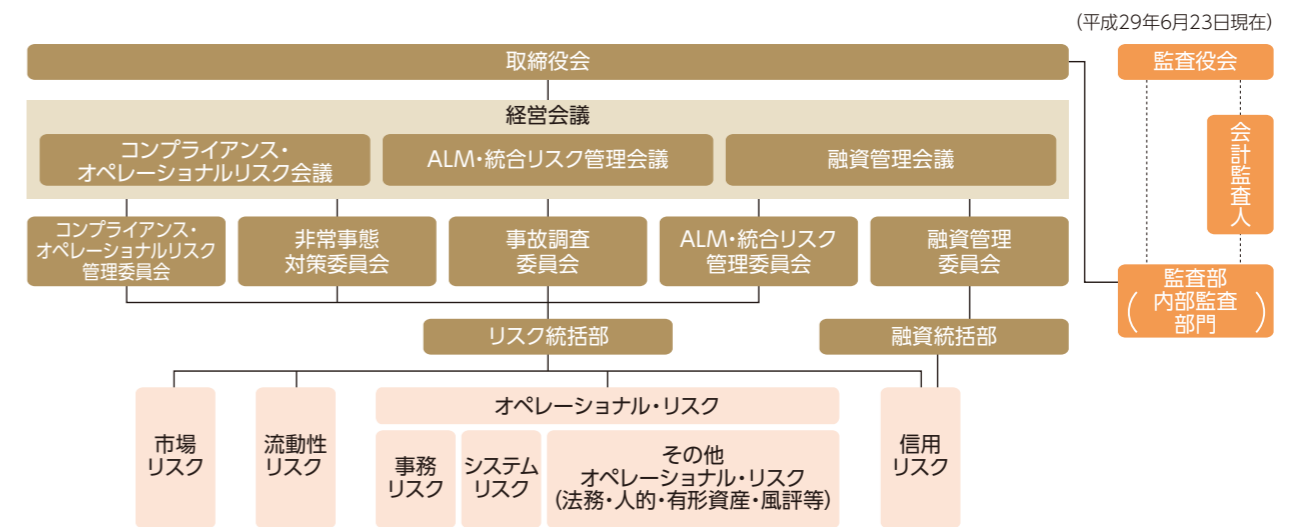 (平成29年6月23日現在)
取締役会
監査役会
経営会議
コンプライアンス・
オペレーショナルリスク会議
ALM・統合リスク管理会議
融資管理会議
会計監査人
コンプライアンス・
オペレーショナルリスク
管理委員会
非常事態
対策委員会
事故調査
委員会
ALM・統合リスク
管理委員会
融資管理
委員会
監査部
(内部監査
部門)
リスク統括部
融資統括部
市場
リスク
流動性
リスク
オペレーショナル・リスク
事務
リスク
システム
リスク
その他
オペレーショナル・リスク
(法務・人的・有形資産・風評等)
信用
リスク